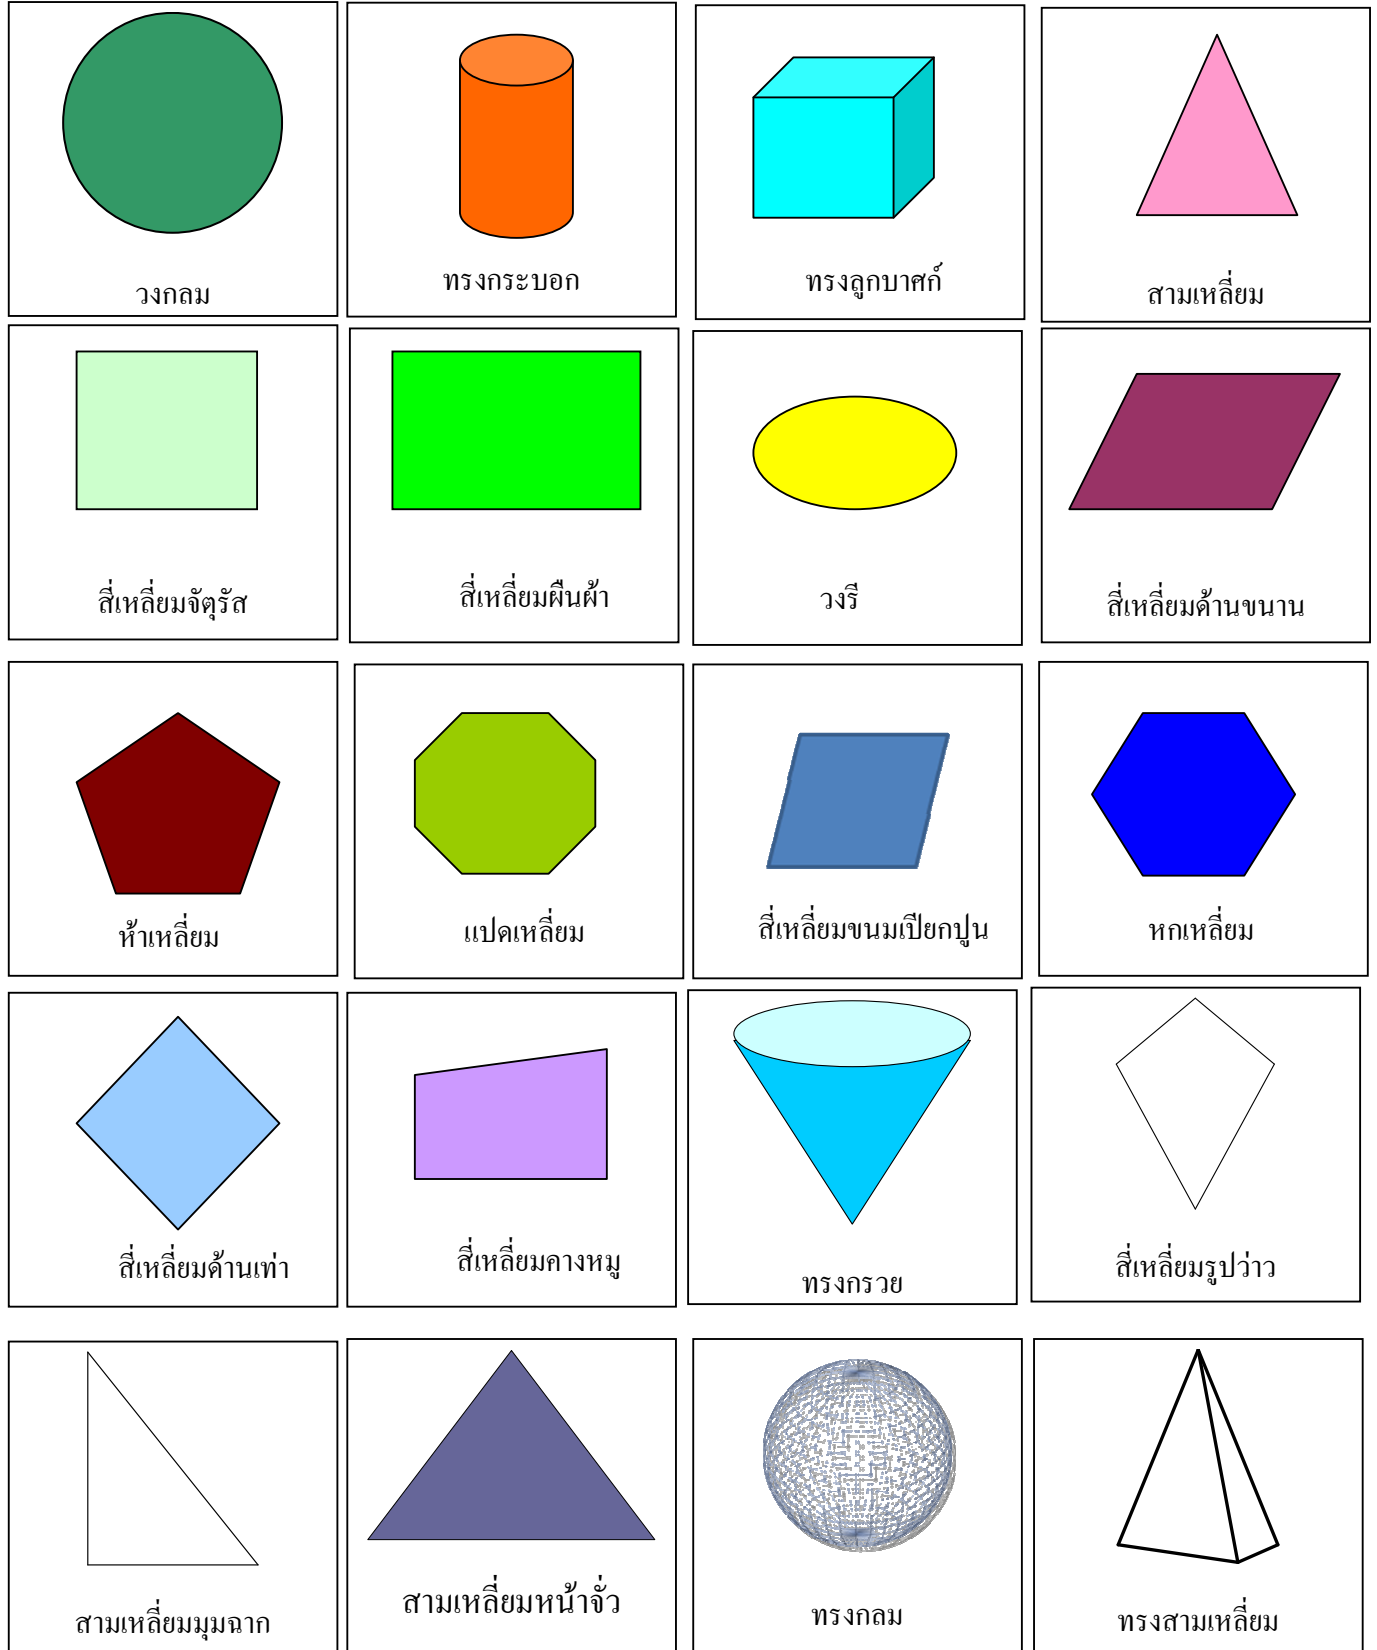 วงกลม
ทรงกระบอก
ทรงลูกบาศก์
สามเหลี่ยม
สี่เหลี่ยมจัตุรัส
สี่เหลี่ยมผืนผ้า
วงรี
สี่เหลี่ยมด้านขนาน
ห้าเหลี่ยม
แปดเหลี่ยม
สี่เหลี่ยมขนมเปียกปูน
หกเหลี่ยม
สี่เหลี่ยมด้านเท่า
สี่เหลี่ยมคางหมู
ทรงกรวย
สี่เหลี่ยมรูปว่าว
สามเหลี่ยมมุมฉาก
สามเหลี่ยมหน้าจั่ว
ทรงกลม
ทรงสามเหลี่ยม